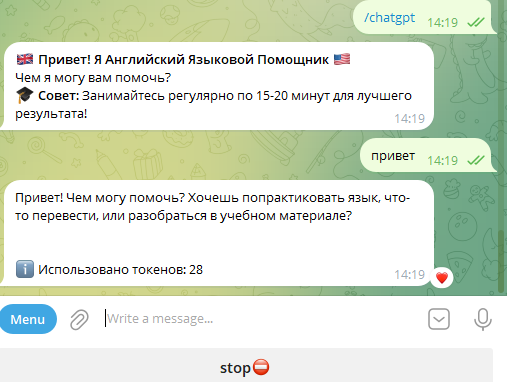 /chatgpt 14:19
🇬🇧 Привет! Я Английский Языковой Помощник 🇺🇸
Чем я могу вам помочь?
🎓 Совет: Занимайтесь регулярно по 15-20 минут для лучшего
результата!
14:19
привет 14:19
Привет! Чем могу помочь? Хочешь попрактиковать язык, что-
то перевести, или разобраться в учебном материале?
ℹ️ Использовано токенов: 28
14:19
Menu
Write a message...
stop⛔